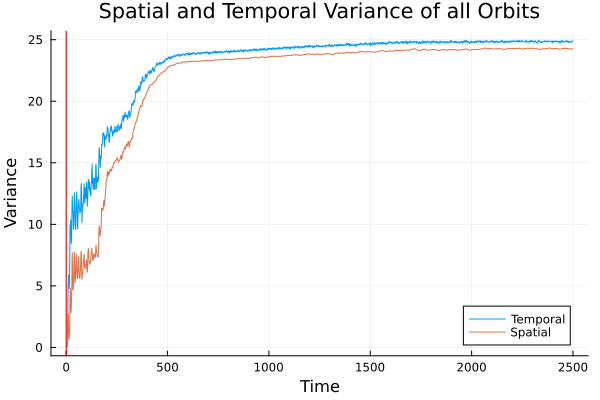 Spatial and Temporal Variance of all Orbits
25
20
15
10
5
0
Variance
Temporal
Spatial
0 500 1000 1500 2000 2500
Time